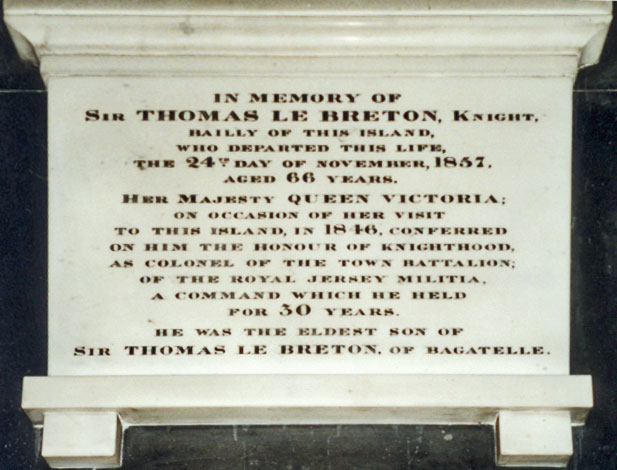 IN MEMORY OF
SIR THOMAS LE BRETON, KNIGHT,
BAILLY OF THIS ISLAND,
WHO DEPARTED THIS LIFE,
THE 24TH DAY OF NOVEMBER, 1857,
AGED 66 YEARS.
HER MAJESTY QUEEN VICTORIA;
ON OCCASION OF HER VISIT
TO THIS ISLAND, IN 1846, CONFERRED
ON HIM THE HONOUR OF KNIGHTHOOD,
AS COLONEL OF THE TOWN BATTALION;
OF THE ROYAL JERSEY MILITIA,
A COMMAND WHICH HE HELD
FOR 30 YEARS.
HE WAS THE ELDEST SON OF
SIR THOMAS LE BRETON, OF BAGATELLE.